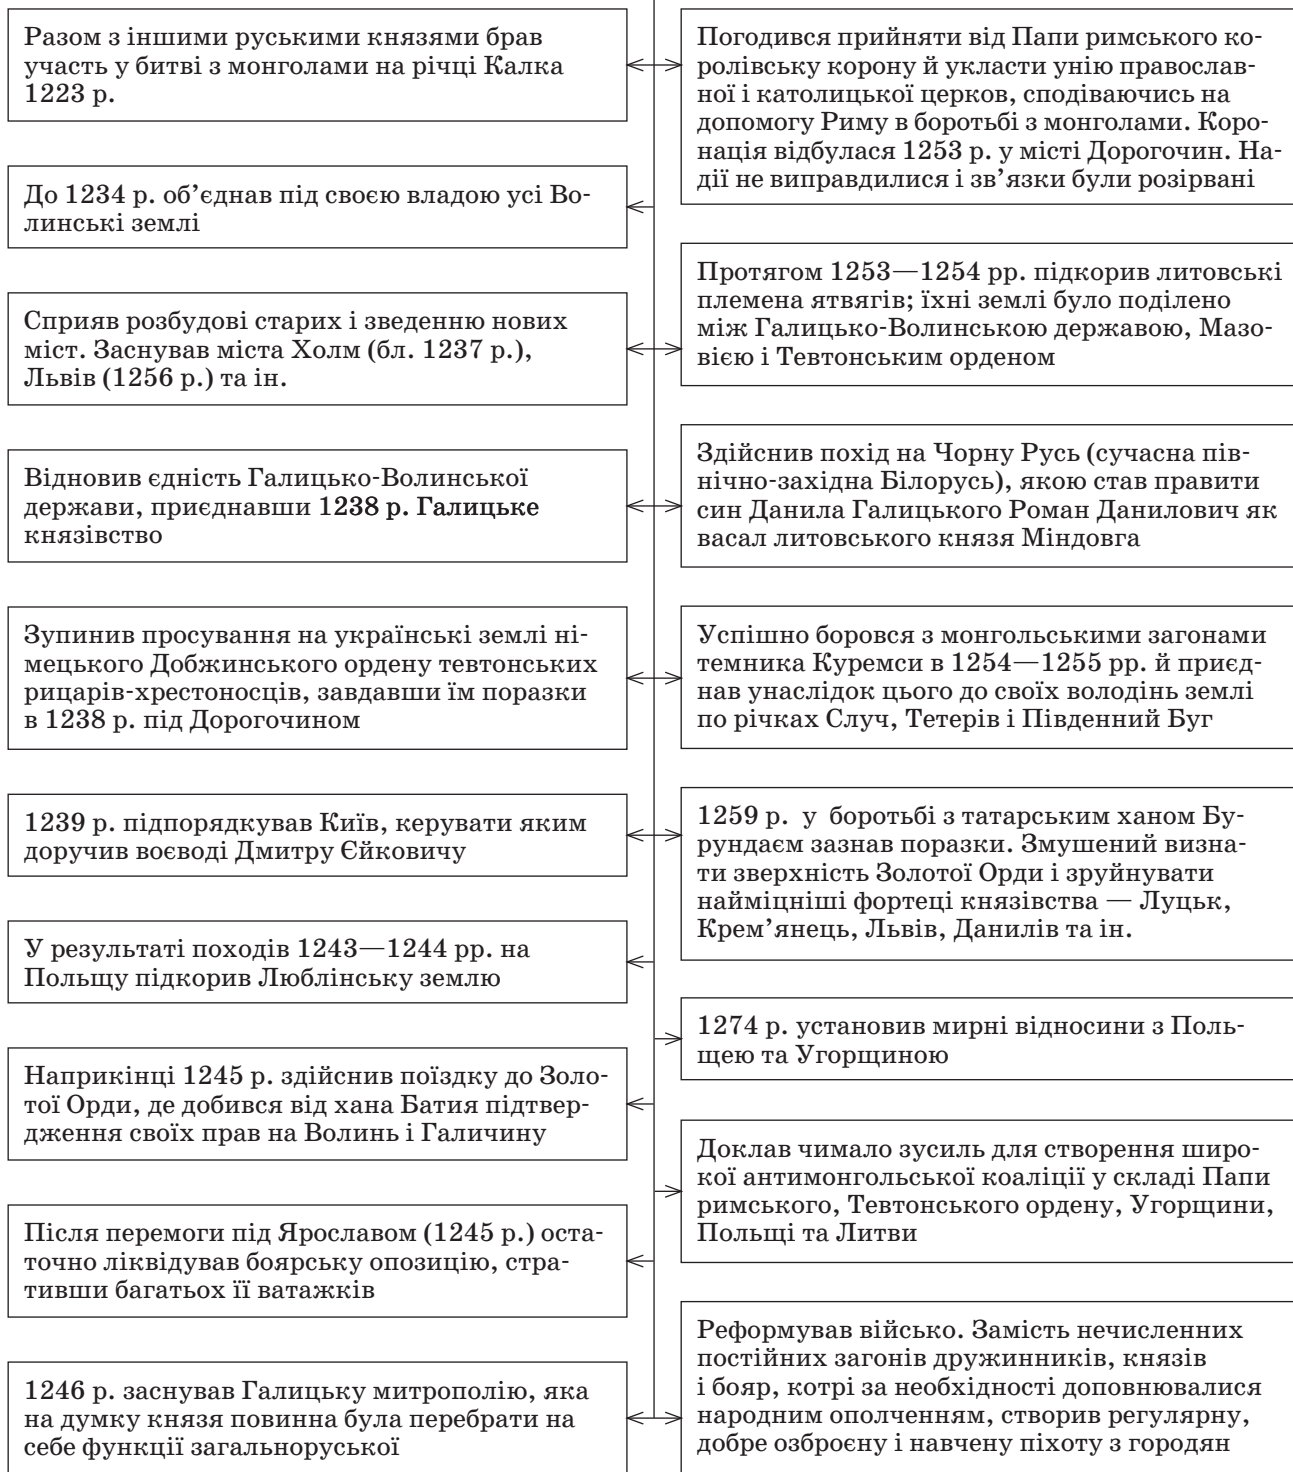 Разом з іншими руськими князями брав
участь у битві з монголами на річці Калка
1223 р.
До 1234 р. об’єднав під своєю владою усі Во-
линські землі
Сприяв розбудові старих і зведенню нових
міст. Заснував міста Холм (бл. 1237 р.),
Львів (1256 р.) та ін.
Відновив єдність Галицько-Волинської
держави, приєднавши 1238 р. Галицьке
князівство
Зупинив просування на українські землі ні-
мецького Добжинського ордену тевтонських
рицарів-хрестоносців, завдавши їм поразки
в 1238 р. під Дорогочином
1239 р. підпорядкував Київ, керувати яким
доручив воєводі Дмитру Єйковичу
У результаті походів 1243—1244 рр. на
Польщу підкорив Люблінську землю
Наприкінці 1245 р. здійснив поїздку до Золо-
тої Орди, де добився від хана Батия підтвер-
дження своїх прав на Волинь і Галичину
Після перемоги під Ярославом (1245 р.) оста-
точно ліквідував боярську опозицію, стра-
тивши багатьох її ватажків
1246 р. заснував Галицьку митрополію, яка
на думку князя повинна була перебрати на
себе функції загальноруської
Погодився прийняти від Папи римського ко-
ролівську корону й укласти унію православ-
ної і католицької церков, сподіваючись на
допомогу Риму в боротьбі з монголами. Коро-
нація відбулася 1253 р. у місті Дорогочин. На-
дії не виправдилися і зв’язки були розірвані
Протягом 1253—1254 рр. підкорив литовські
племена ятвягів; їхні землі було поділено
між Галицько-Волинською державою, Мазо-
вією і Тевтонським орденом
Здійснив похід на Чорну Русь (сучасна пів-
нічно-західна Білорусь), якою став правити
син Данила Галицького Роман Данилович як
васал литовського князя Міндовга
Успішно боровся з монгольськими загонами
темника Куремси в 1254—1255 рр. й приєд-
нав унаслідок цього до своїх володінь землі
по річках Случ, Тетерів і Південний Буг
1259 р. у боротьбі з татарським ханом Бу-
рундаєм зазнав поразки. Змушений визна-
ти зверхність Золотої Орди і зруйнувати
найміцніші фортеці князівства — Луцьк,
Крем’янець, Львів, Данилів та ін.
1274 р. установив мирні відносини з Поль-
щею та Угорщиною
Доклав чимало зусиль для створення широ-
кої антимонгольської коаліції у складі Папи
римського, Тевтонського ордену, Угорщини,
Польщі та Литви
Реформував військо. Замість нечисленних
постійних загонів дружинників, князів
і бояр, котрі за необхідності доповнювалися
народним ополченням, створив регулярну,
добре озброєну і навчену піхоту з городян